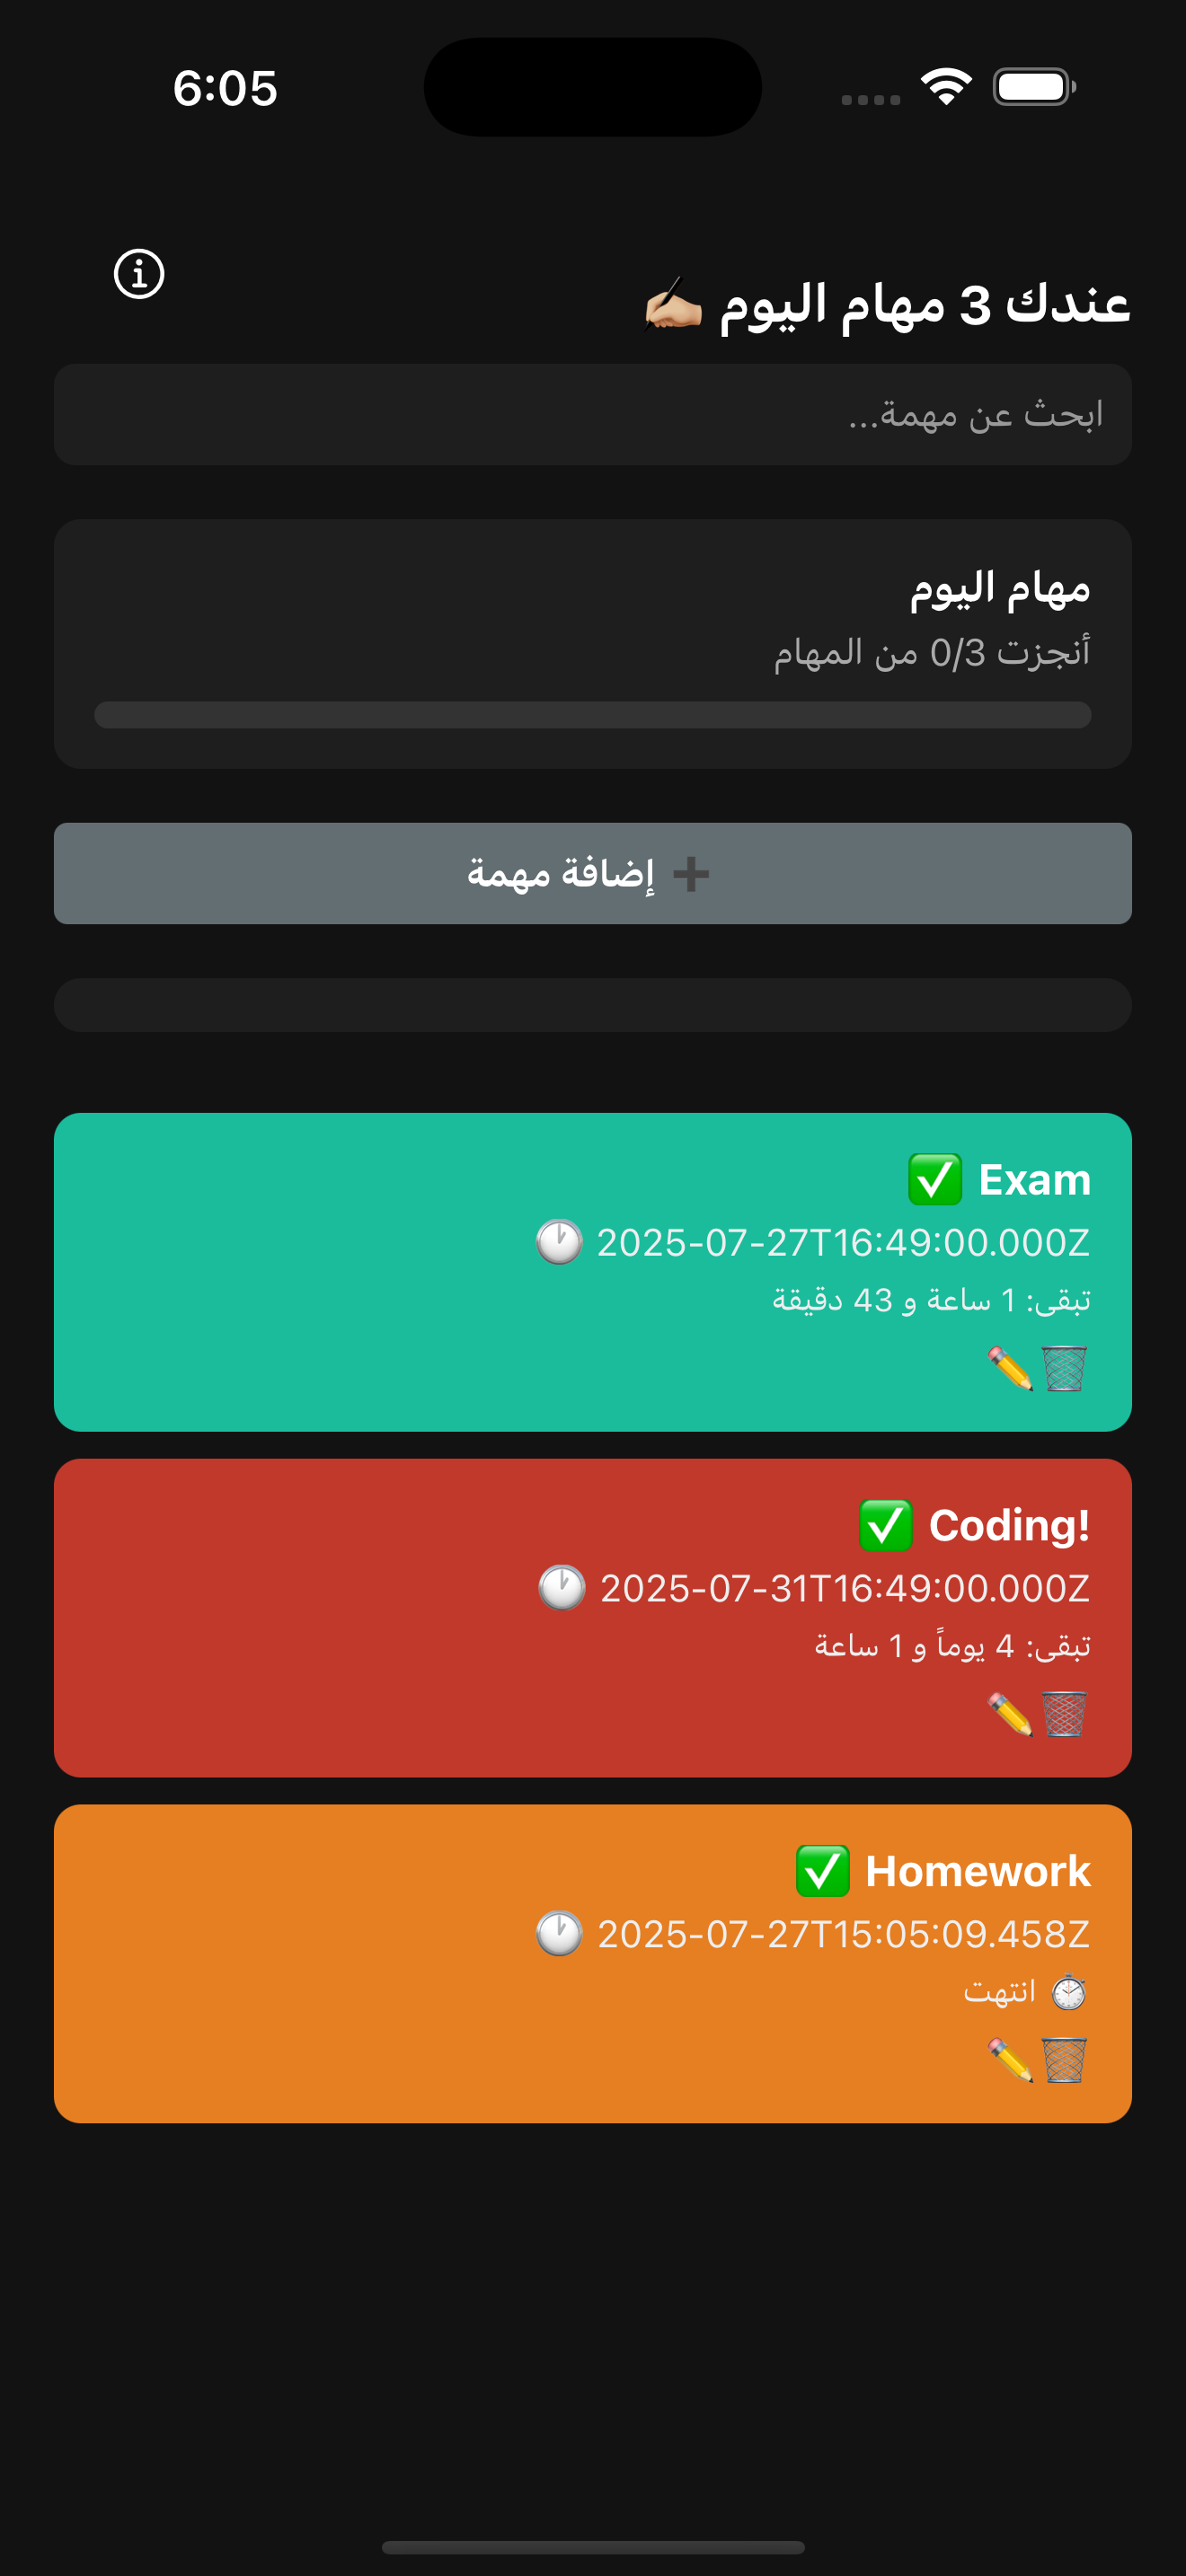 6:05
عندك 3 مهام اليوم ✍🏼
ابحث عن مهمة...
مهام اليوم
أنجزت 0/3 من المهام
➕ إضافة مهمة
Exam ✅
2025-07-27T16:49:00.000Z 🕐
تبقى: 1 ساعة و 43 دقيقة
Coding! ✅
2025-07-31T16:49:00.000Z 🕐
تبقى: 4 يوماً و 1 ساعة
Homework ✅
2025-07-27T15:05:09.458Z 🕐
⏱ انتهت